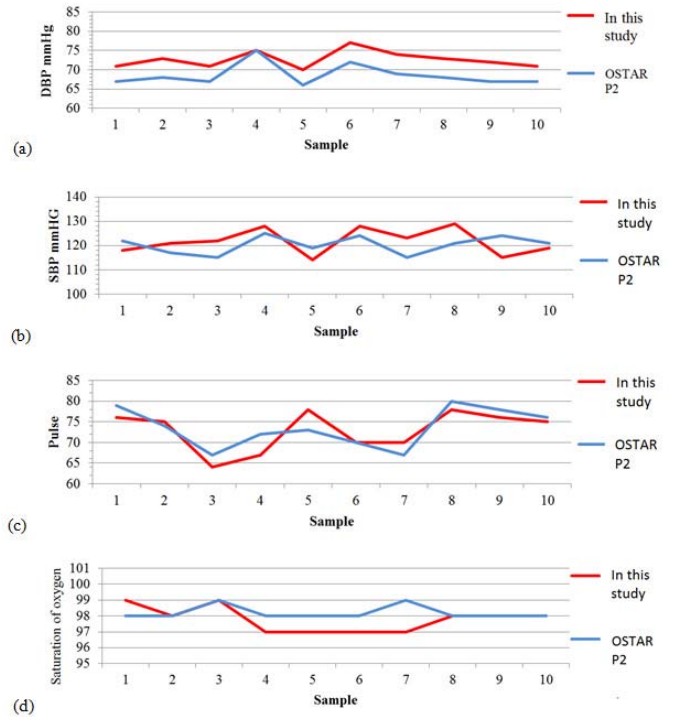 85
80
75
70
65
60
DBP mmHg
1 2 3 4 5 6 7 8 9 10
Sample
In this
study
OSTAR
P2
(a)
140
130
120
110
100
SBP mmHG
1 2 3 4 5 6 7 8 9 10
Sample
In this
study
OSTAR
P2
(b)
85
80
75
70
65
60
Pulse
1 2 3 4 5 6 7 8 9 10
Sample
In this
study
OSTAR
P2
(c)
101
100
99
98
97
96
95
Saturation of oxygen
1 2 3 4 5 6 7 8 9 10
Sample
In this
study
OSTAR
P2
(d)